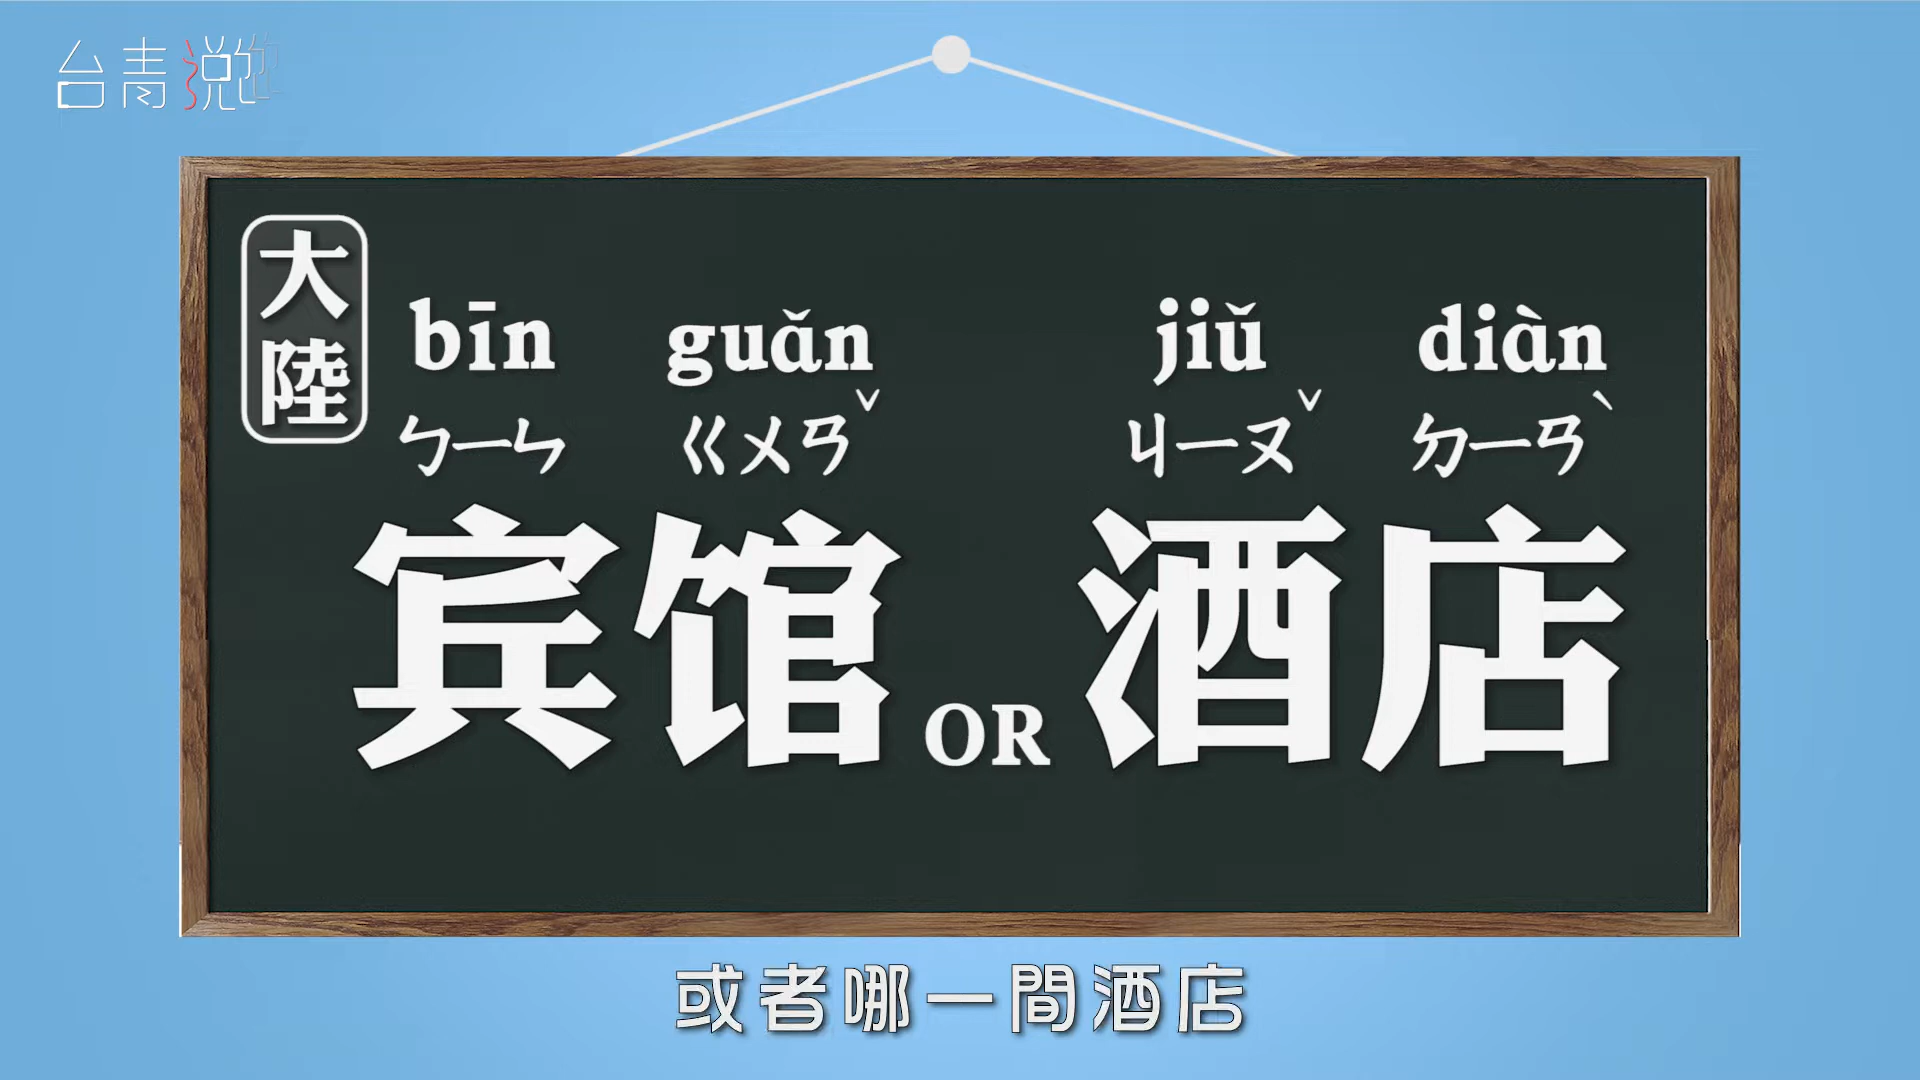 台青说
大陸
bīn guǎn jiǔ diàn
ㄅㄧㄣ ㄍㄨㄢˇ ㄐㄧㄡˇ ㄉㄧㄢˋ
宾馆 OR 酒店
或者哪一間酒店